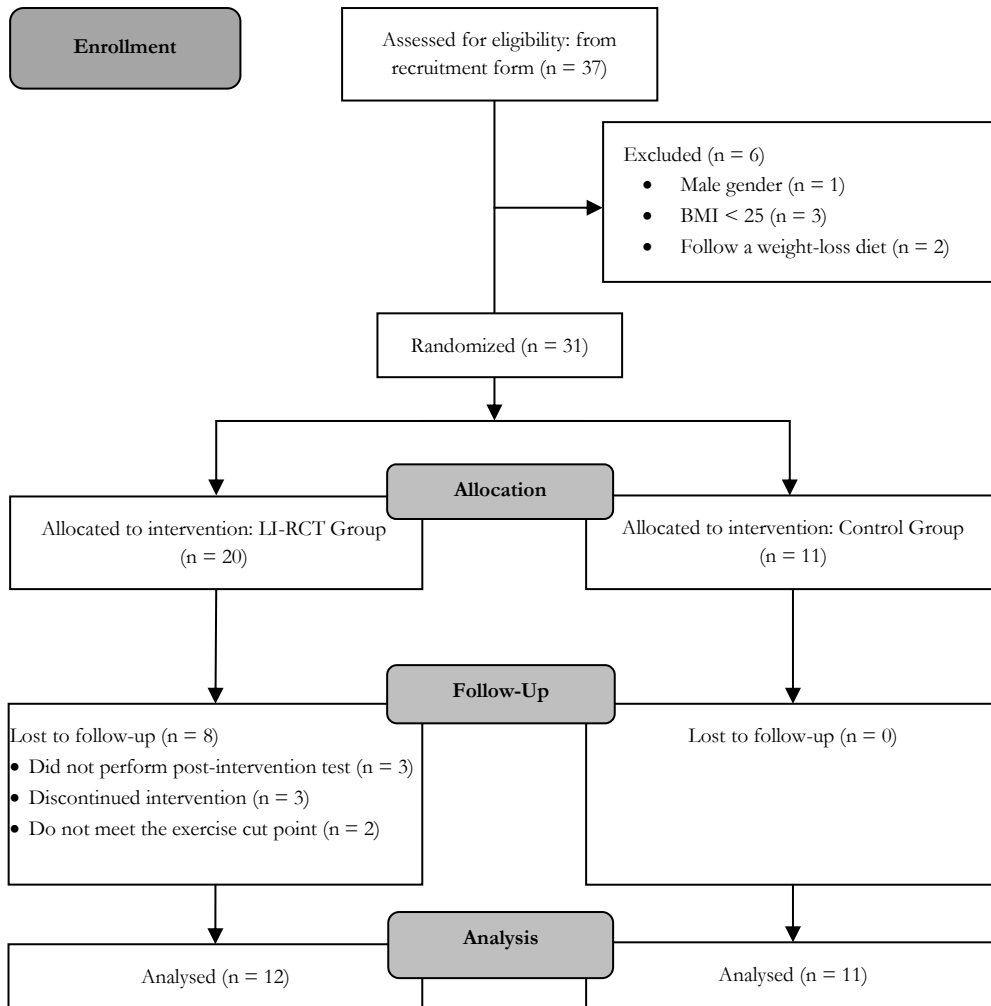 Enrollment
Assessed for eligibility: from
recruitment form (n = 37)
Excluded (n = 6)
• Male gender (n = 1)
• BMI < 25 (n = 3)
• Follow a weight-loss diet (n = 2)
Randomized (n = 31)
Allocation
Allocated to intervention: LI-RCT Group
(n = 20)
Allocated to intervention: Control Group
(n = 11)
Follow-Up
Lost to follow-up (n = 8)
• Did not perform post-intervention test (n = 3)
• Discontinued intervention (n = 3)
• Do not meet the exercise cut point (n = 2)
Lost to follow-up (n = 0)
Analysis
Analysed (n = 12)
Analysed (n = 11)